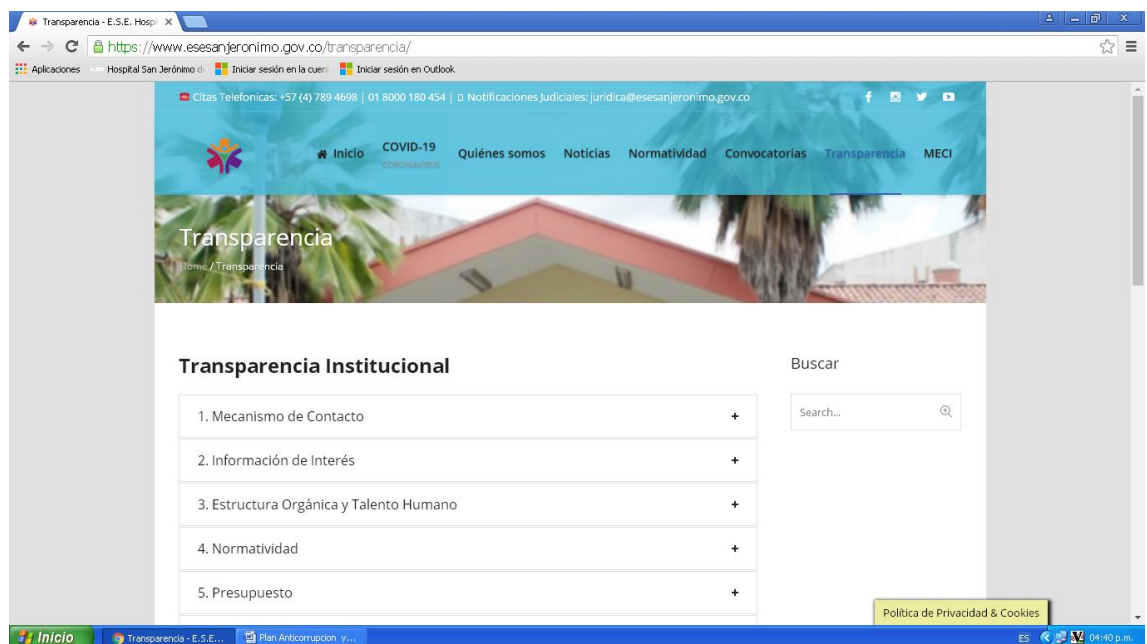 Transparencia - E.S.E. Hospi
https://www.esesanjeronimo.gov.co/transparencia/
Aplicaciones Hospital San Jerónimo d Iniciar sesión en la cuen Iniciar sesión en Outlook
Citas Telefonicas: +57 (4) 789 4698 | 01 8000 180 454 | Notificaciones Judiciales: juridica@esesanjeronimo.gov.co
Inicio COVID-19 Quiénes somos Noticias Normatividad Convocatorias Transparencia MECI
CORONAVIRUS
Transparencia
Home / Transparencia
Transparencia Institucional
Buscar
1. Mecanismo de Contacto +
Search...
2. Información de Interés +
3. Estructura Orgánica y Talento Humano +
4. Normatividad +
5. Presupuesto +
Política de Privacidad & Cookies
Inicio Transparencia - E.S.E... Plan Anticorrupcion y... ES 04:40 p.m.